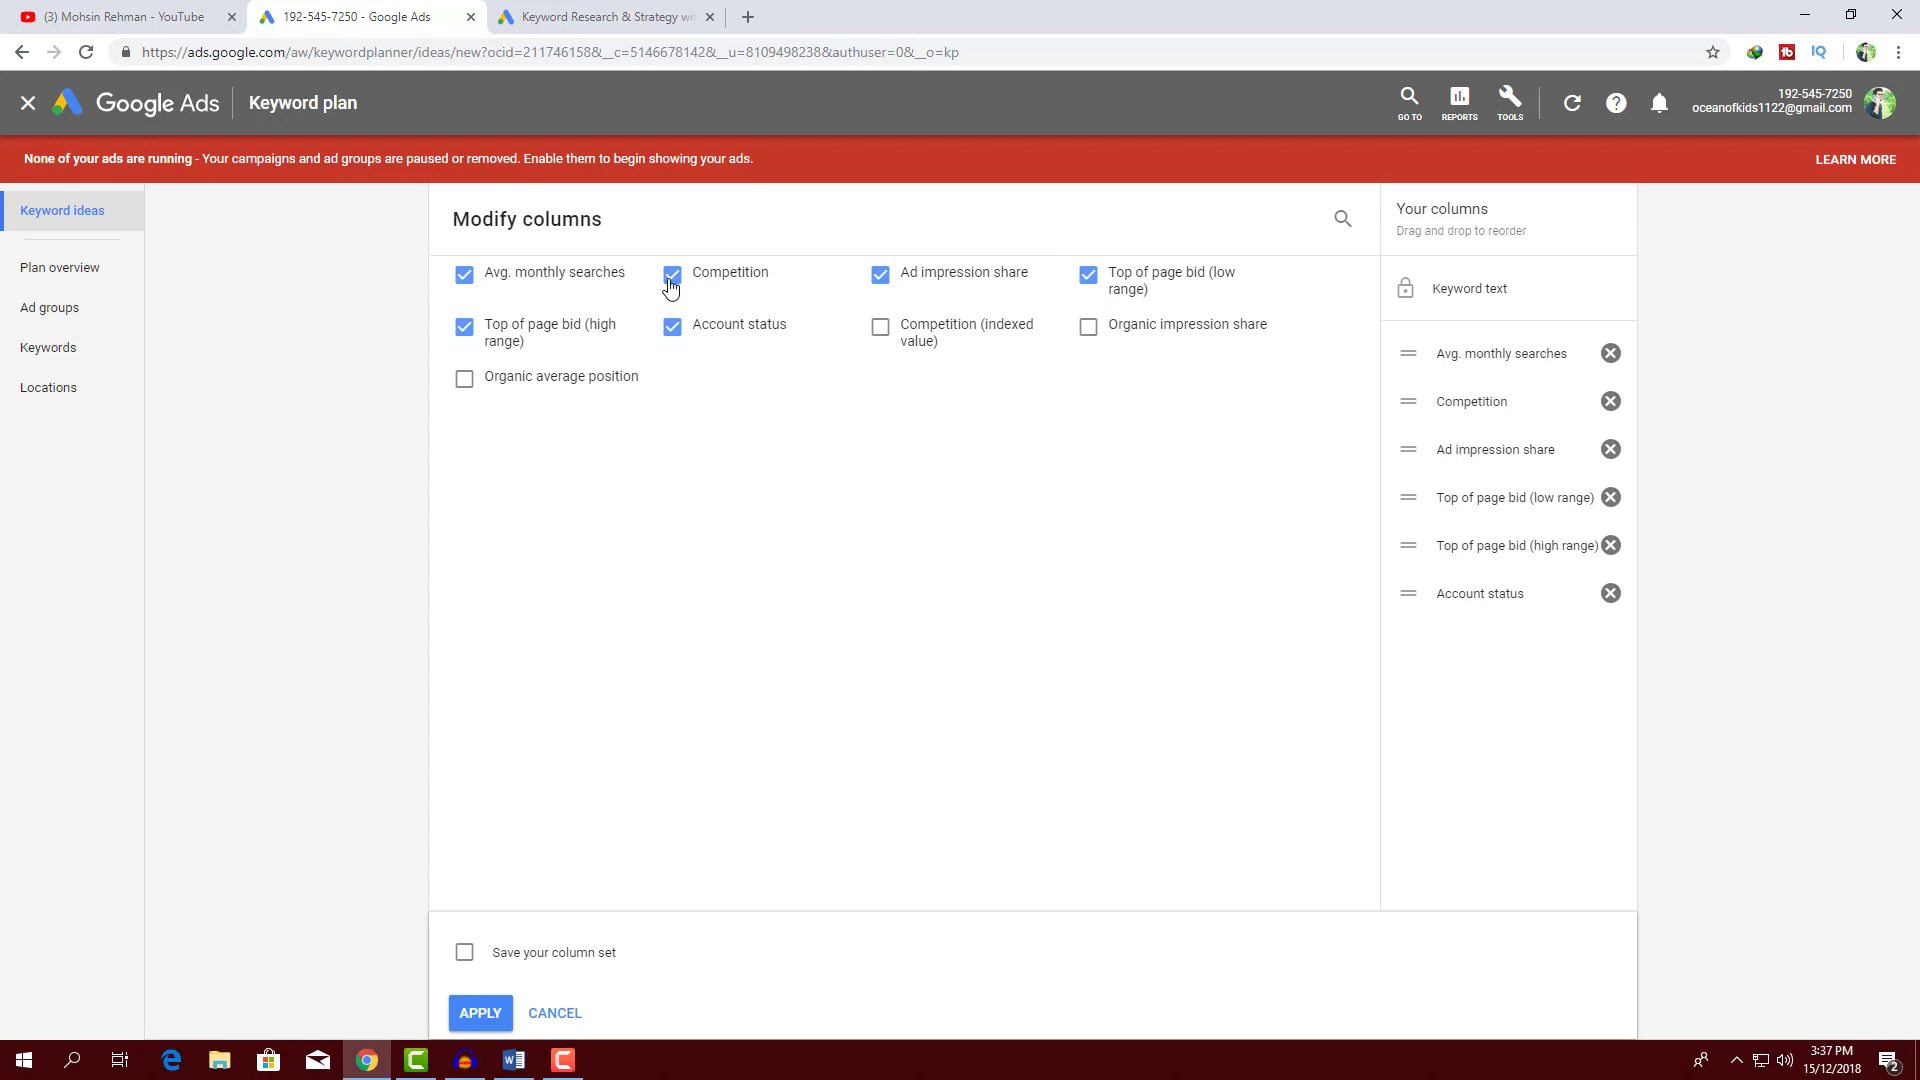 (3) Mohsin Rehman - YouTube
192-545-7250 - Google Ads
Keyword Research & Strategy wit
https://ads.google.com/aw/keywordplanner/ideas/new?ocid=211746158&__c=5146678142&__u=8109498238&authuser=0&__o=kp
Google Ads
Keyword plan
GO TO
REPORTS
TOOLS
192-545-7250
oceanofkids1122@gmail.com
None of your ads are running - Your campaigns and ad groups are paused or removed. Enable them to begin showing your ads.
LEARN MORE
Keyword ideas
Plan overview
Ad groups
Keywords
Locations
Modify columns
Avg. monthly searches
Competition
Ad impression share
Top of page bid (low
range)
Top of page bid (high
range)
Account status
Competition (indexed
value)
Organic impression share
Organic average position
Your columns
Drag and drop to reorder
Keyword text
Avg. monthly searches
Competition
Ad impression share
Top of page bid (low range)
Top of page bid (high range)
Account status
Save your column set
APPLY
CANCEL
3:37 PM
15/12/2018
2